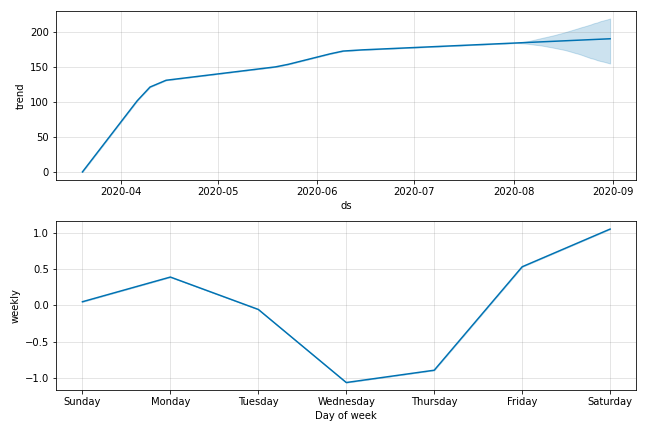 200
150
100
50
0
trend
2020-04 2020-05 2020-06 2020-07 2020-08 2020-09
ds
1.0
0.5
0.0
−0.5
−1.0
weekly
Sunday Monday Tuesday Wednesday Thursday Friday Saturday
Day of week